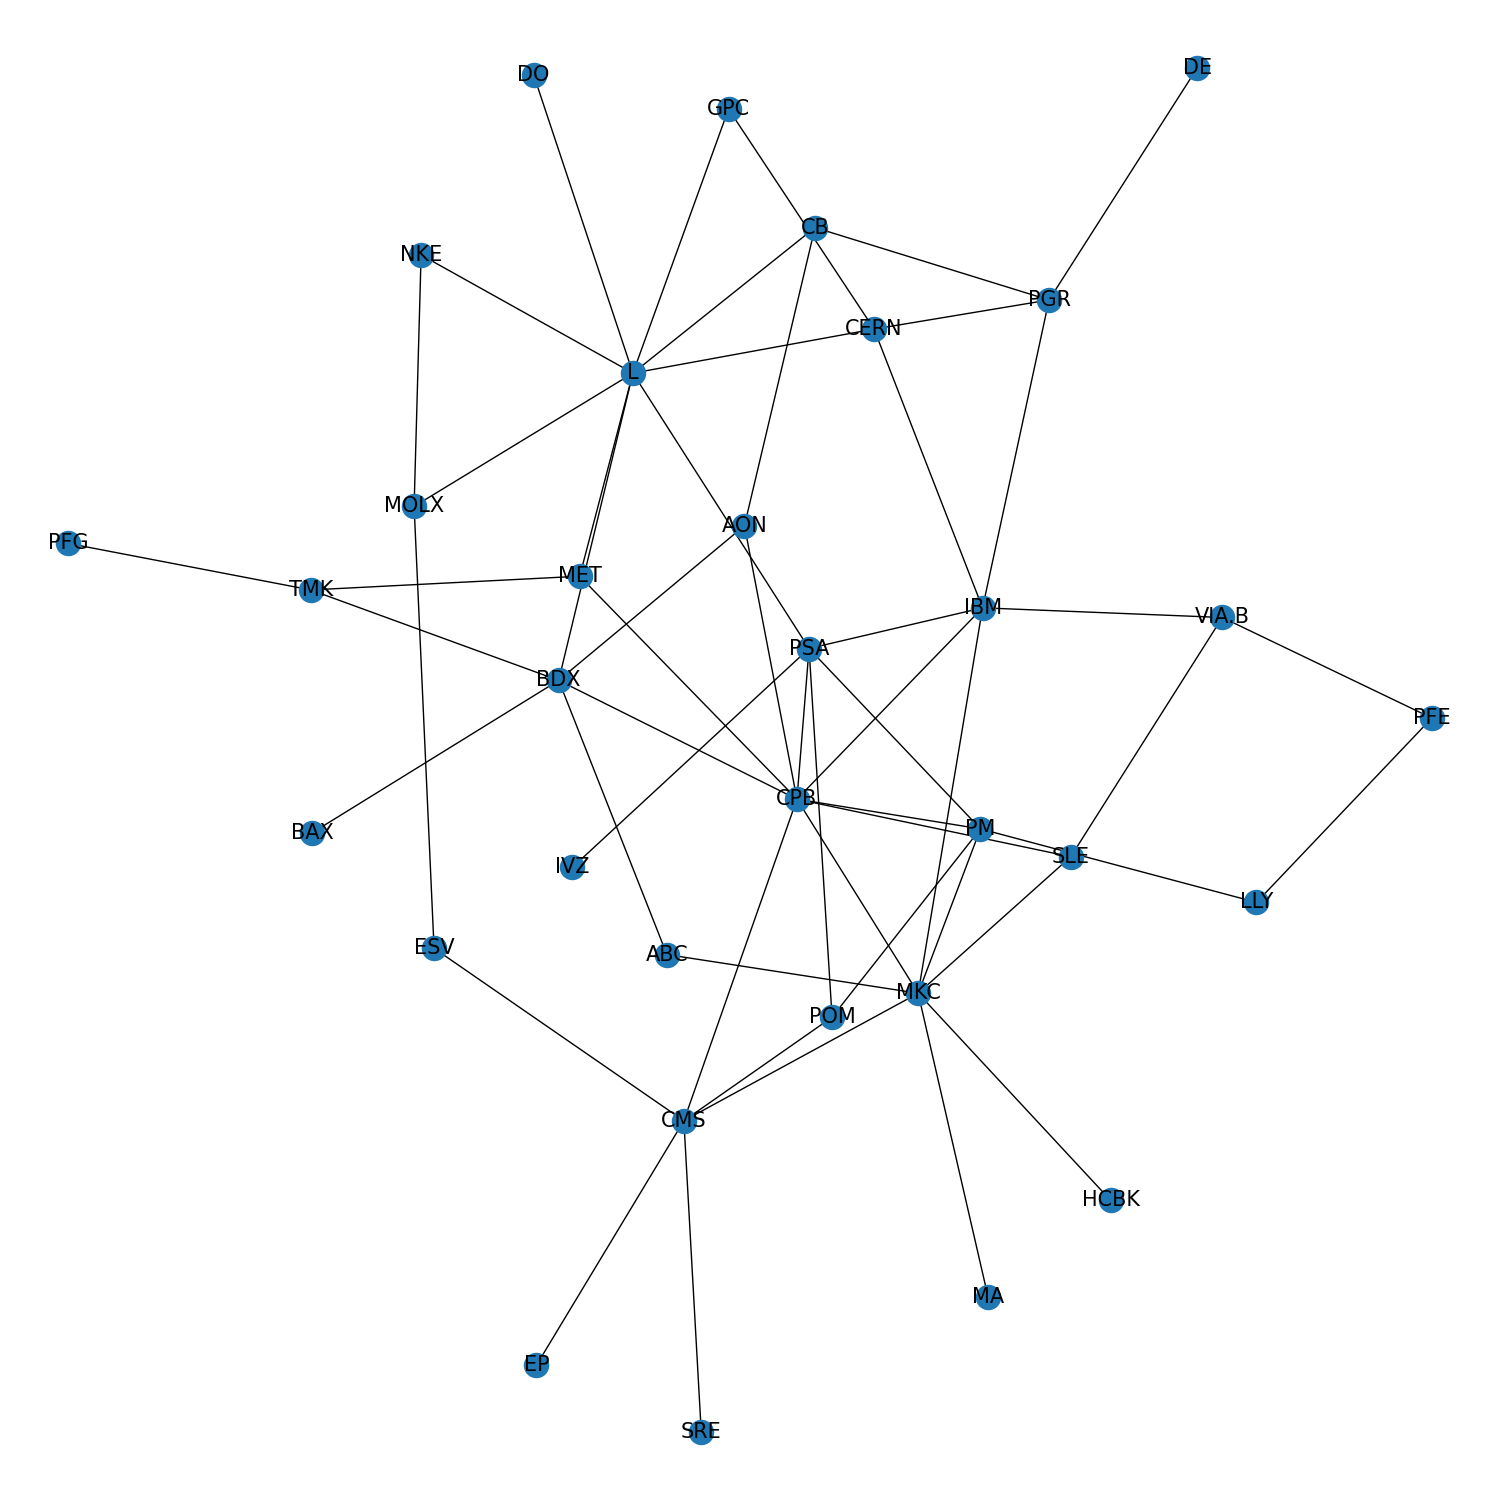 DE
DO
GPC
CB
NKE
PGR
CERN
L
MOLX
AON
PFG
MET
TMK
IBM
VIA.B
PSA
BDX
PFE
CPB
PM
BAX
SLE
IVZ
LLY
ESV
ABC
MKC
POM
CMS
HCBK
MA
EP
SRE